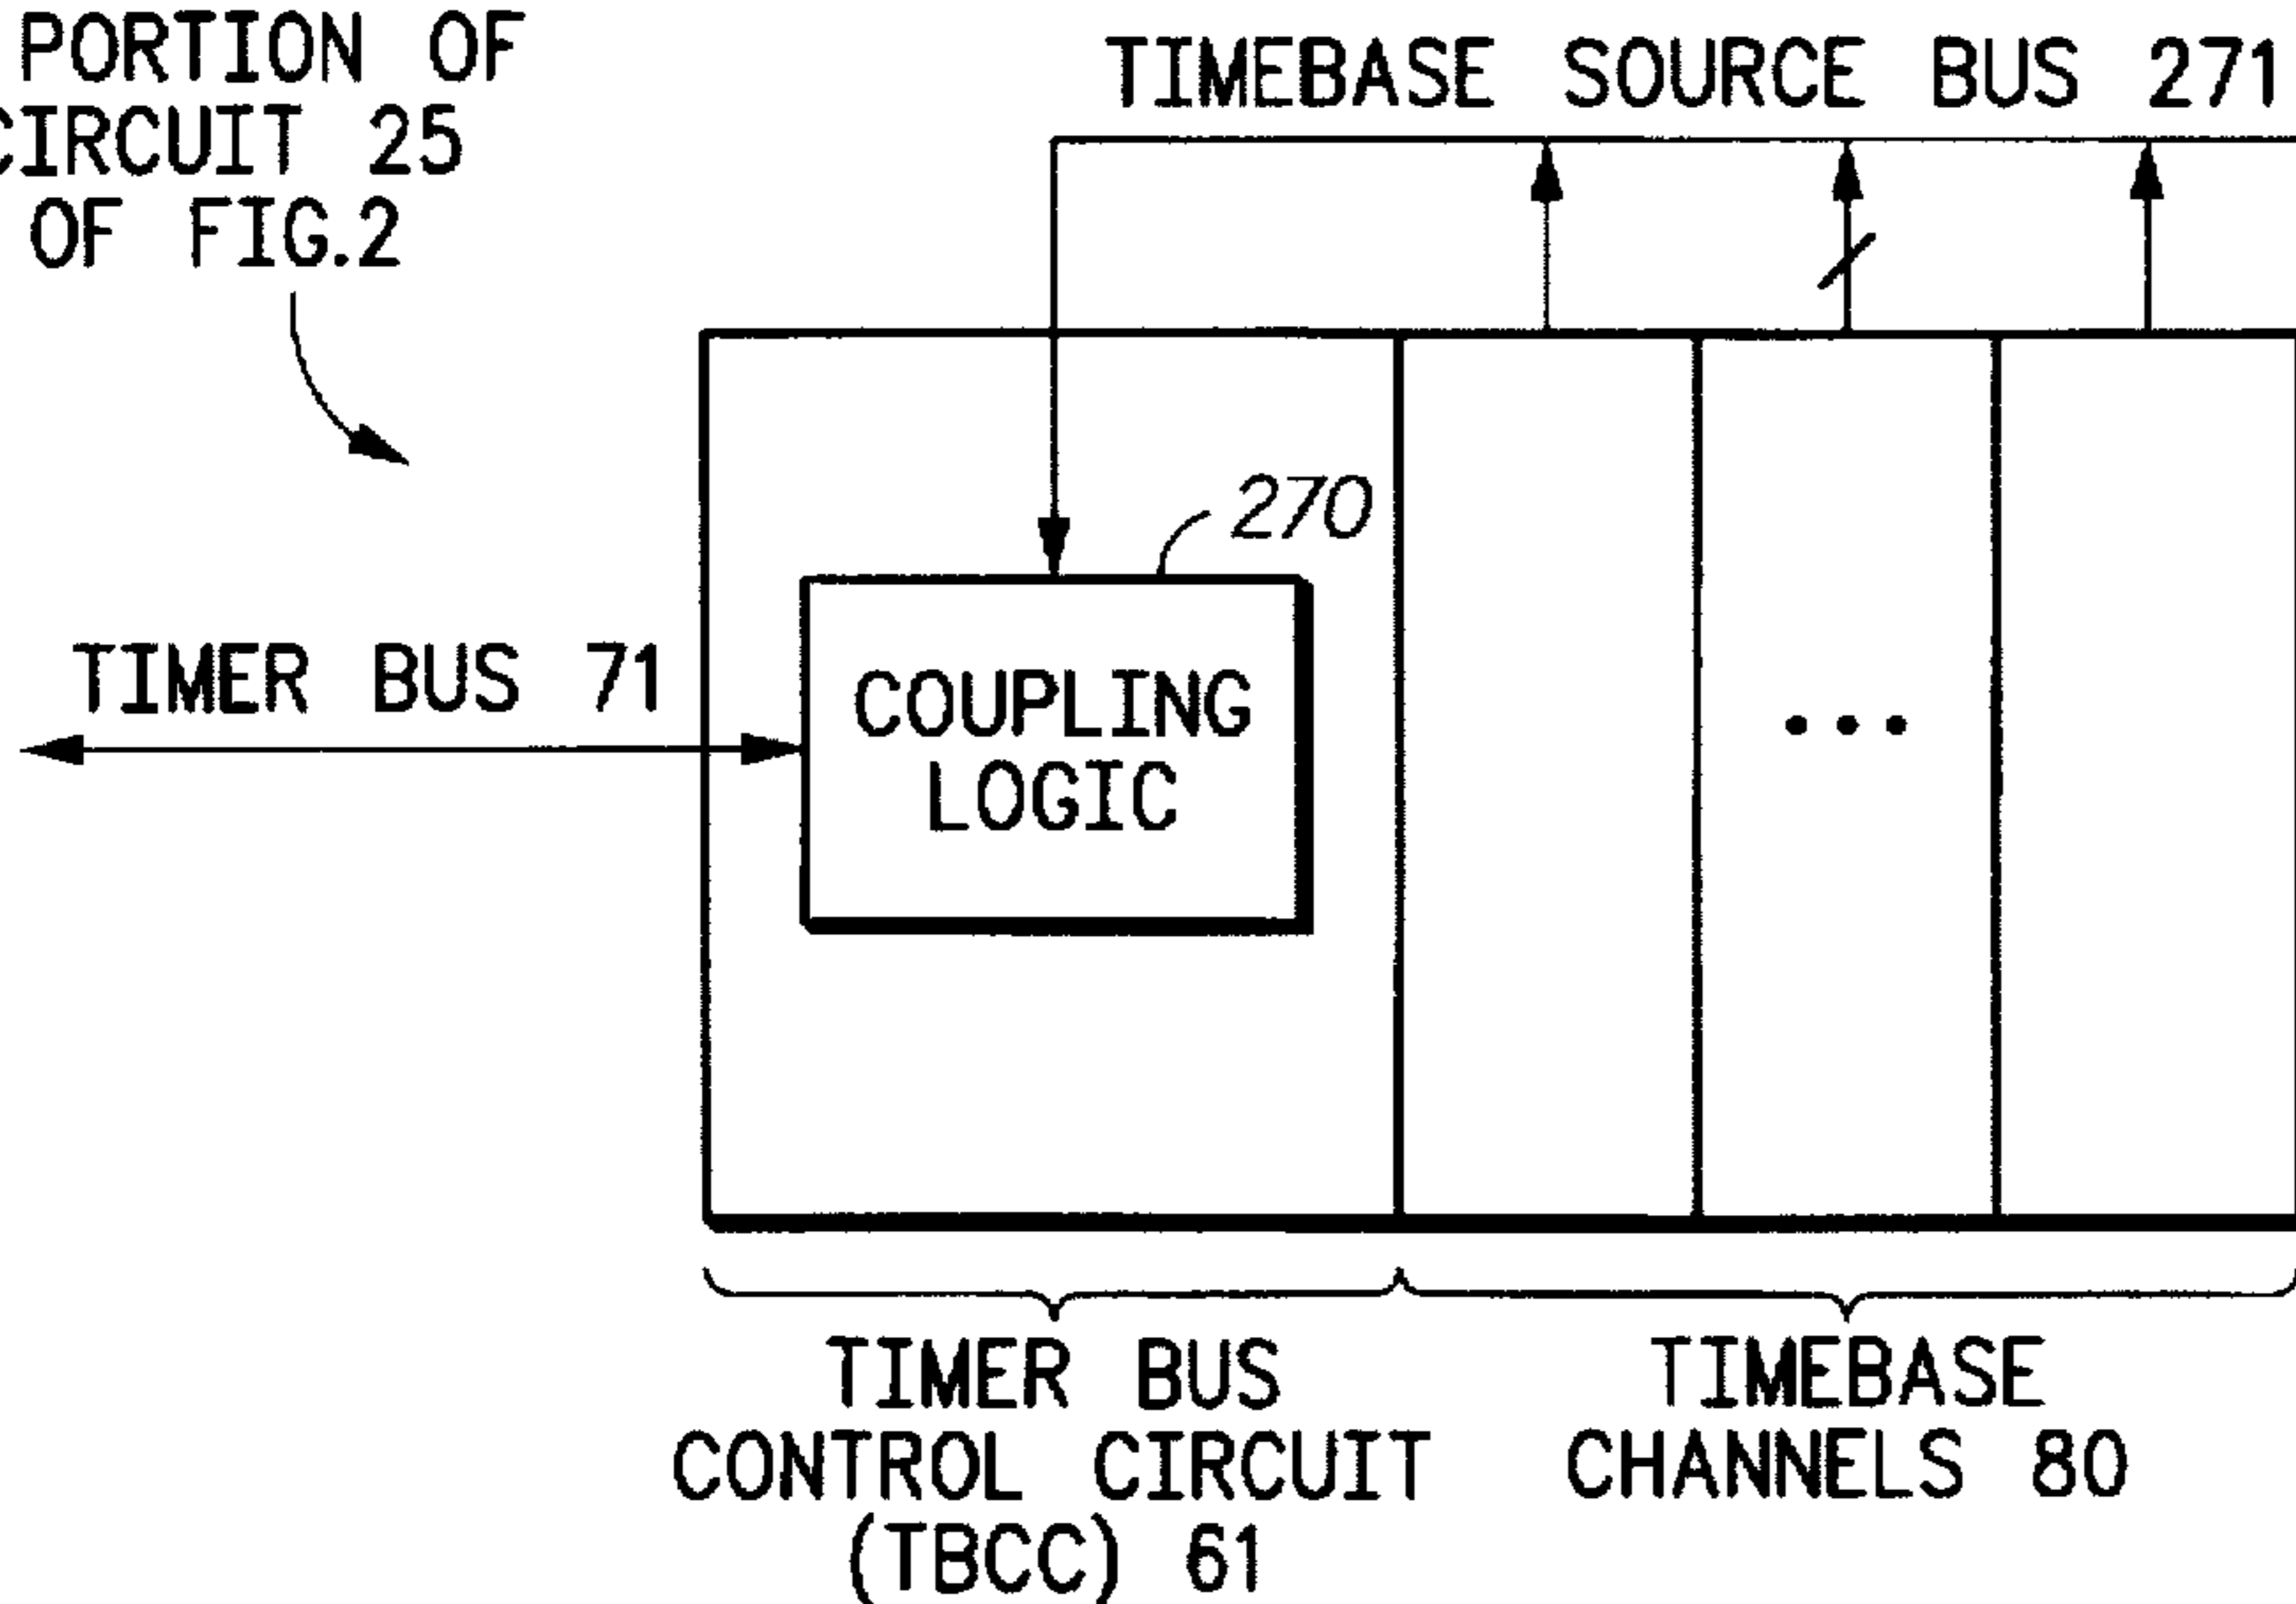 PORTION OF
CIRCUIT 25
OF FIG.2
TIMEBASE SOURCE BUS 271
270
TIMER BUS 71
COUPLING
LOGIC
TIMER BUS
CONTROL CIRCUIT
(TBCC) 61
TIMEBASE
CHANNELS 80